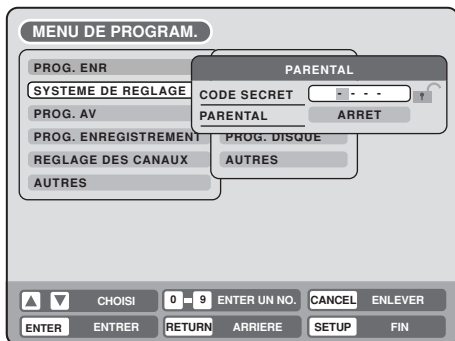 MENU DE PROGRAM.
PROG. ENR
SYSTEME DE REGLAGE
PROG. AV
PROG. ENREGISTREMENT
REGLAGE DES CANAUX
AUTRES
PARENTAL
CODE SECRET - - - -
PARENTAL ARRET
PROG. DISQUE
AUTRES
CHOISI 0 - 9 ENTER UN NO. CANCEL ENLEVER
ENTER ENTRER RETURN ARRIERE SETUP FIN